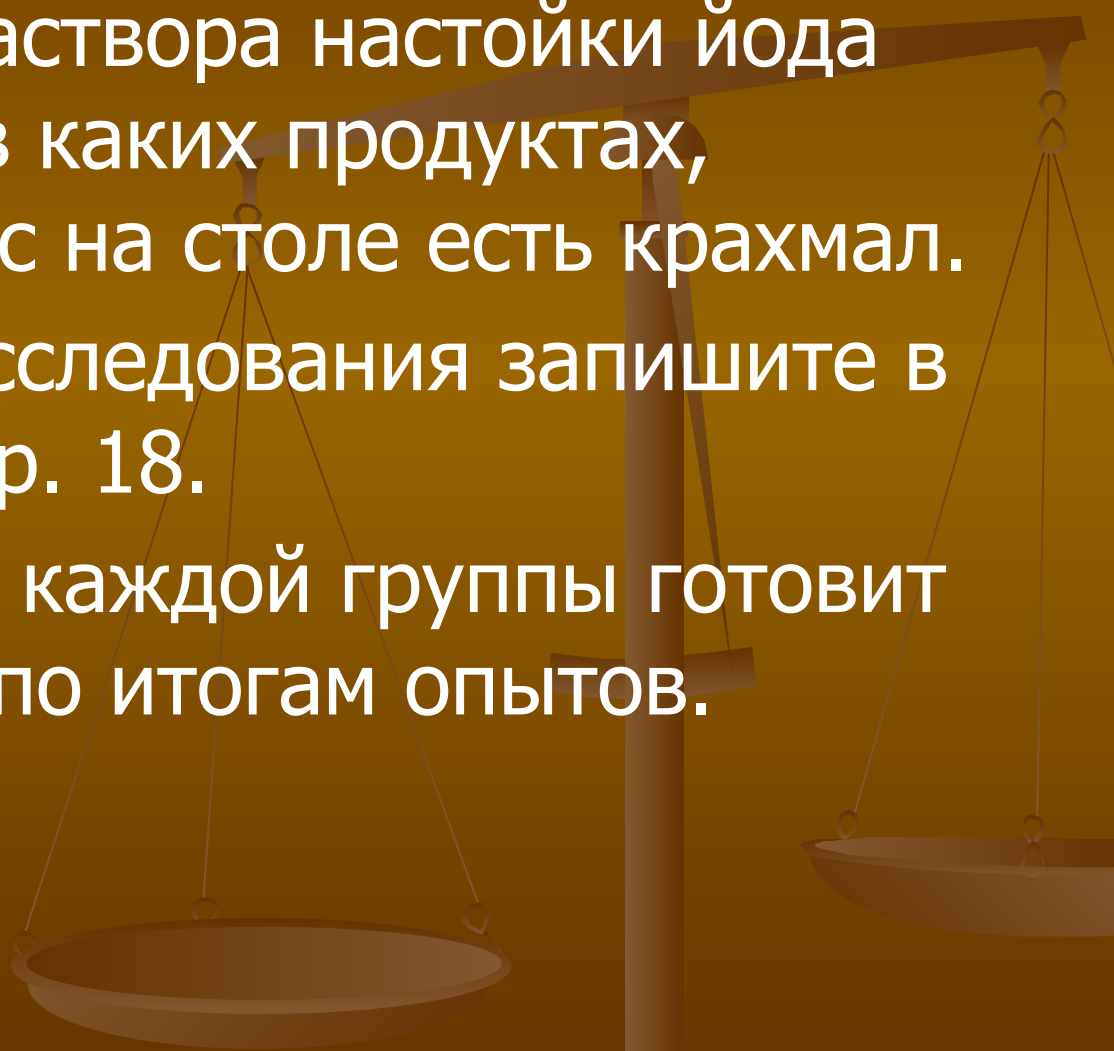 аствора настойки йода
в каких продуктах,
с на столе есть крахмал.
сследования запишите в
р. 18.
каждой группы готовит
по итогам опытов.